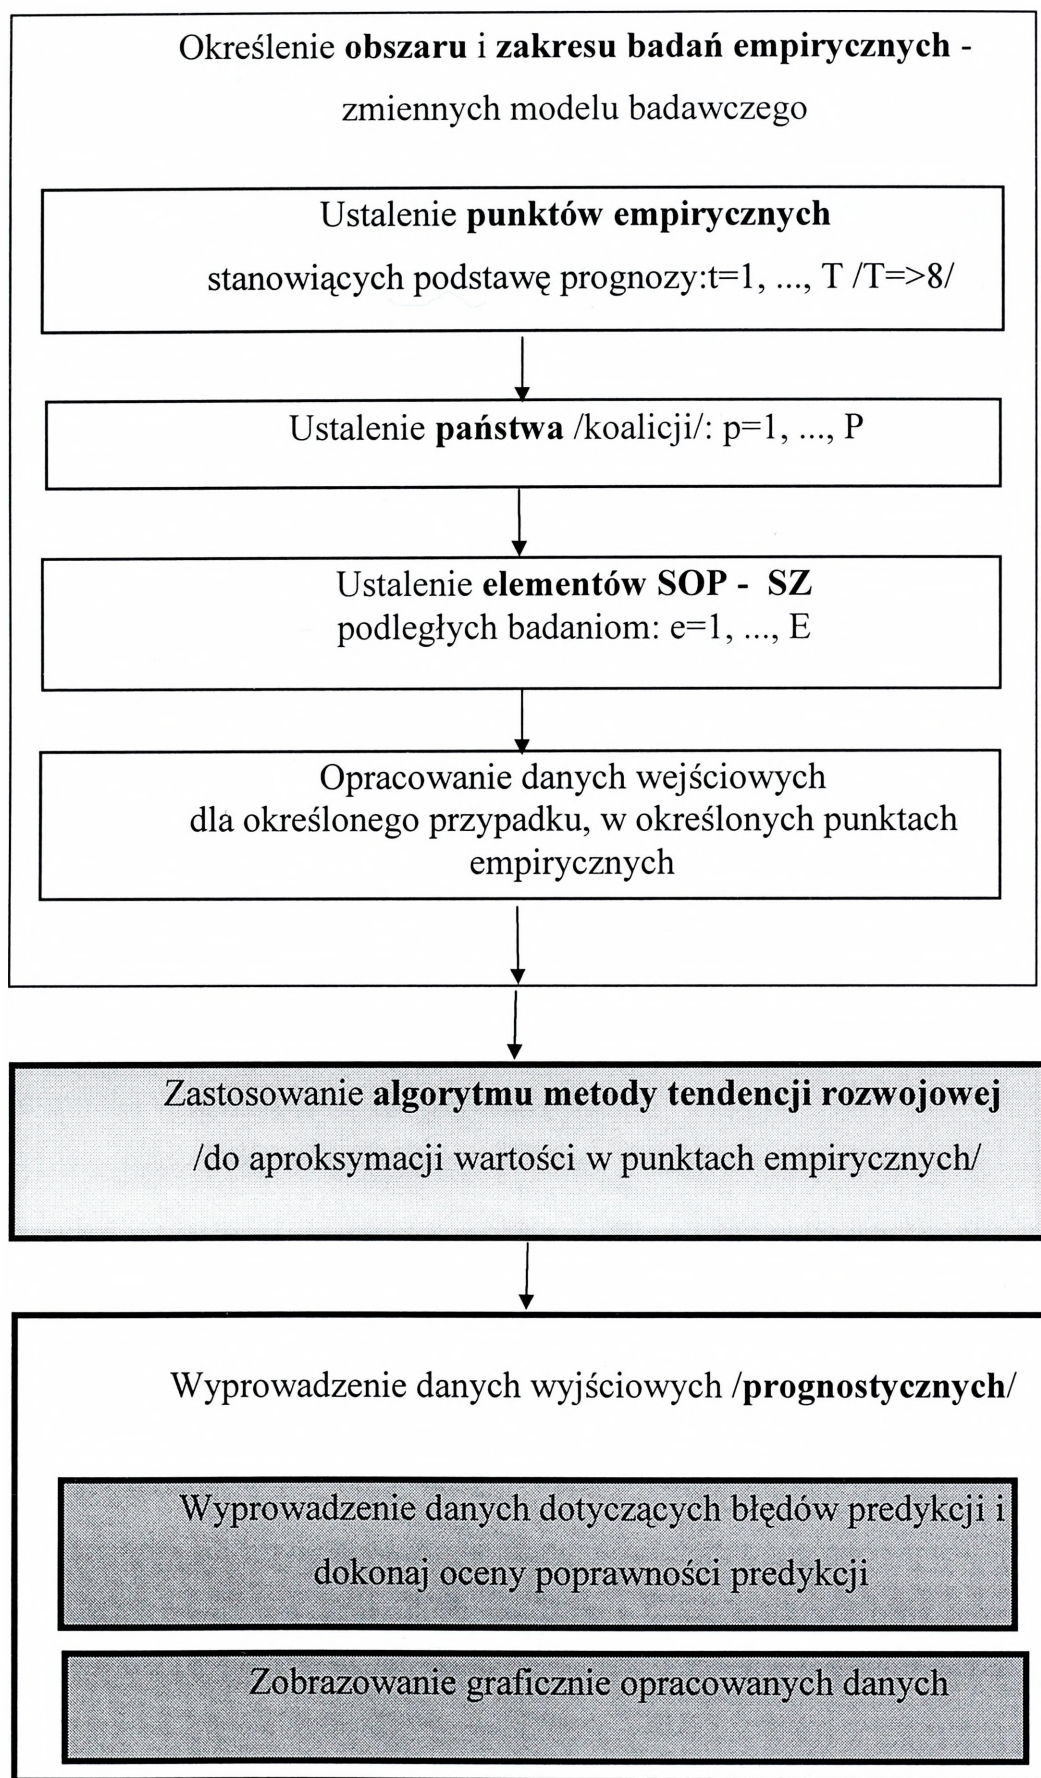 Określenie obszaru i zakresu badań empirycznych -
zmiennych modelu badawczego
Ustalenie punktów empirycznych
stanowiących podstawę prognozy:t=1, ..., T /T=>8/
Ustalenie państwa /koalicji/: p=1, ..., P
Ustalenie elementów SOP - SZ
podległych badaniom: e=1, ..., E
Opracowanie danych wejściowych
dla określonego przypadku, w określonych punktach
empirycznych
Zastosowanie algorytmu metody tendencji rozwojowej
/do aproksymacji wartości w punktach empirycznych/
Wyprowadzenie danych wyjściowych /prognostycznych/
Wyprowadzenie danych dotyczących błędów predykcji i
dokonaj oceny poprawności predykcji
Zobrazowanie graficznie opracowanych danych